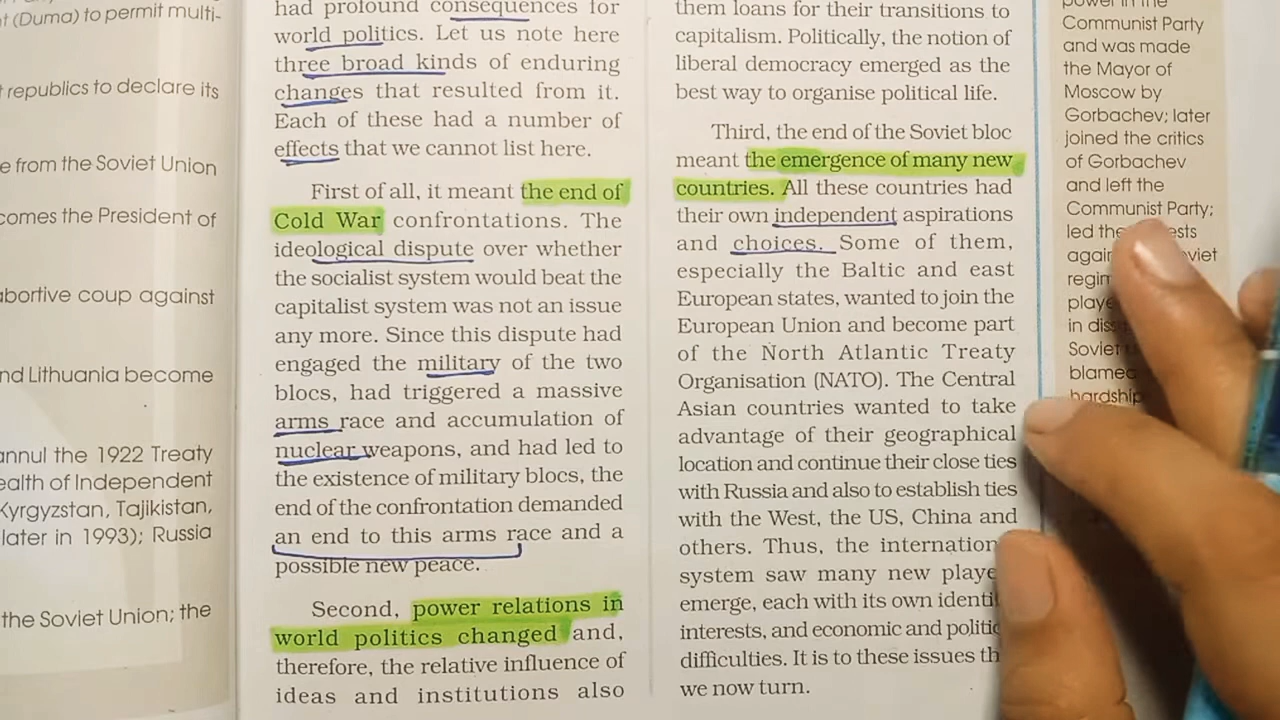 t (Duma) to permit multi-
t republics to declare its
e from the Soviet Union
comes the President of
abortive coup against
nd Lithuania become
annul the 1922 Treaty
ealth of Independent
Kyrgyzstan, Tajikistan,
later in 1993); Russia
the Soviet Union; the
had profound consequences for
world politics. Let us note here
three broad kinds of enduring
changes that resulted from it.
Each of these had a number of
effects that we cannot list here.
First of all, it meant the end of
Cold War confrontations. The
ideological dispute over whether
the socialist system would beat the
capitalist system was not an issue
any more. Since this dispute had
engaged the military of the two
blocs, had triggered a massive
arms race and accumulation of
nuclear weapons, and had led to
the existence of military blocs, the
end of the confrontation demanded
an end to this arms race and a
possible new peace.
Second, power relations in
world politics changed and,
therefore, the relative influence of
ideas and institutions also
them loans for their transitions to
capitalism. Politically, the notion of
liberal democracy emerged as the
best way to organise political life.
Third, the end of the Soviet bloc
meant the emergence of many new
countries. All these countries had
their own independent aspirations
and choices. Some of them,
especially the Baltic and east
European states, wanted to join the
European Union and become part
of the North Atlantic Treaty
Organisation (NATO). The Central
Asian countries wanted to take
advantage of their geographical
location and continue their close ties
with Russia and also to establish ties
with the West, the US, China and
others. Thus, the internation
system saw many new playe
emerge, each with its own identi
interests, and economic and politic
difficulties. It is to these issues th
we now turn.
power in the
Communist Party
and was made
the Mayor of
Moscow by
Gorbachev; later
joined the critics
of Gorbachev
and left the
Communist Party;
led the ests
again oviet
regim
playe
in dis
Soviet
blamed
hardship